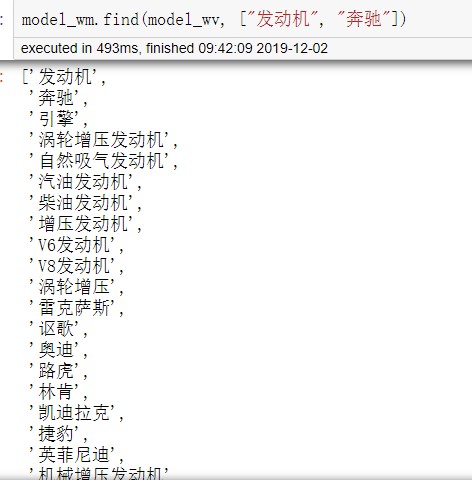 : model_wm.find(model_wv, ["发动机", "奔驰"])
executed in 493ms, finished 09:42:09 2019-12-02
: ['发动机',
'奔驰',
'引擎',
'涡轮增压发动机',
'自然吸气发动机',
'汽油发动机',
'柴油发动机',
'增压发动机',
'V6发动机',
'V8发动机',
'涡轮增压',
'雷克萨斯',
'讴歌',
'奥迪',
'路虎',
'林肯',
'凯迪拉克',
'捷豹',
'英菲尼迪',
'机械增压发动机'